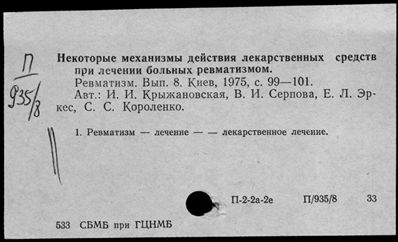 П
935/8
Некоторые механизмы действия лекарственных средств
при лечении больных ревматизмом.
Ревматизм. Вып. 8. Киев, 1975, с. 99—101.
Авт.: И. И. Крыжановская, В. И. Серпова, Е. Л. Эр-
кес, С. С. Короленко.
1. Ревматизм — лечение — — лекарственное лечение.
П-2-2а-2е П/935/8 33
533 СБМБ при ГЦНМБ